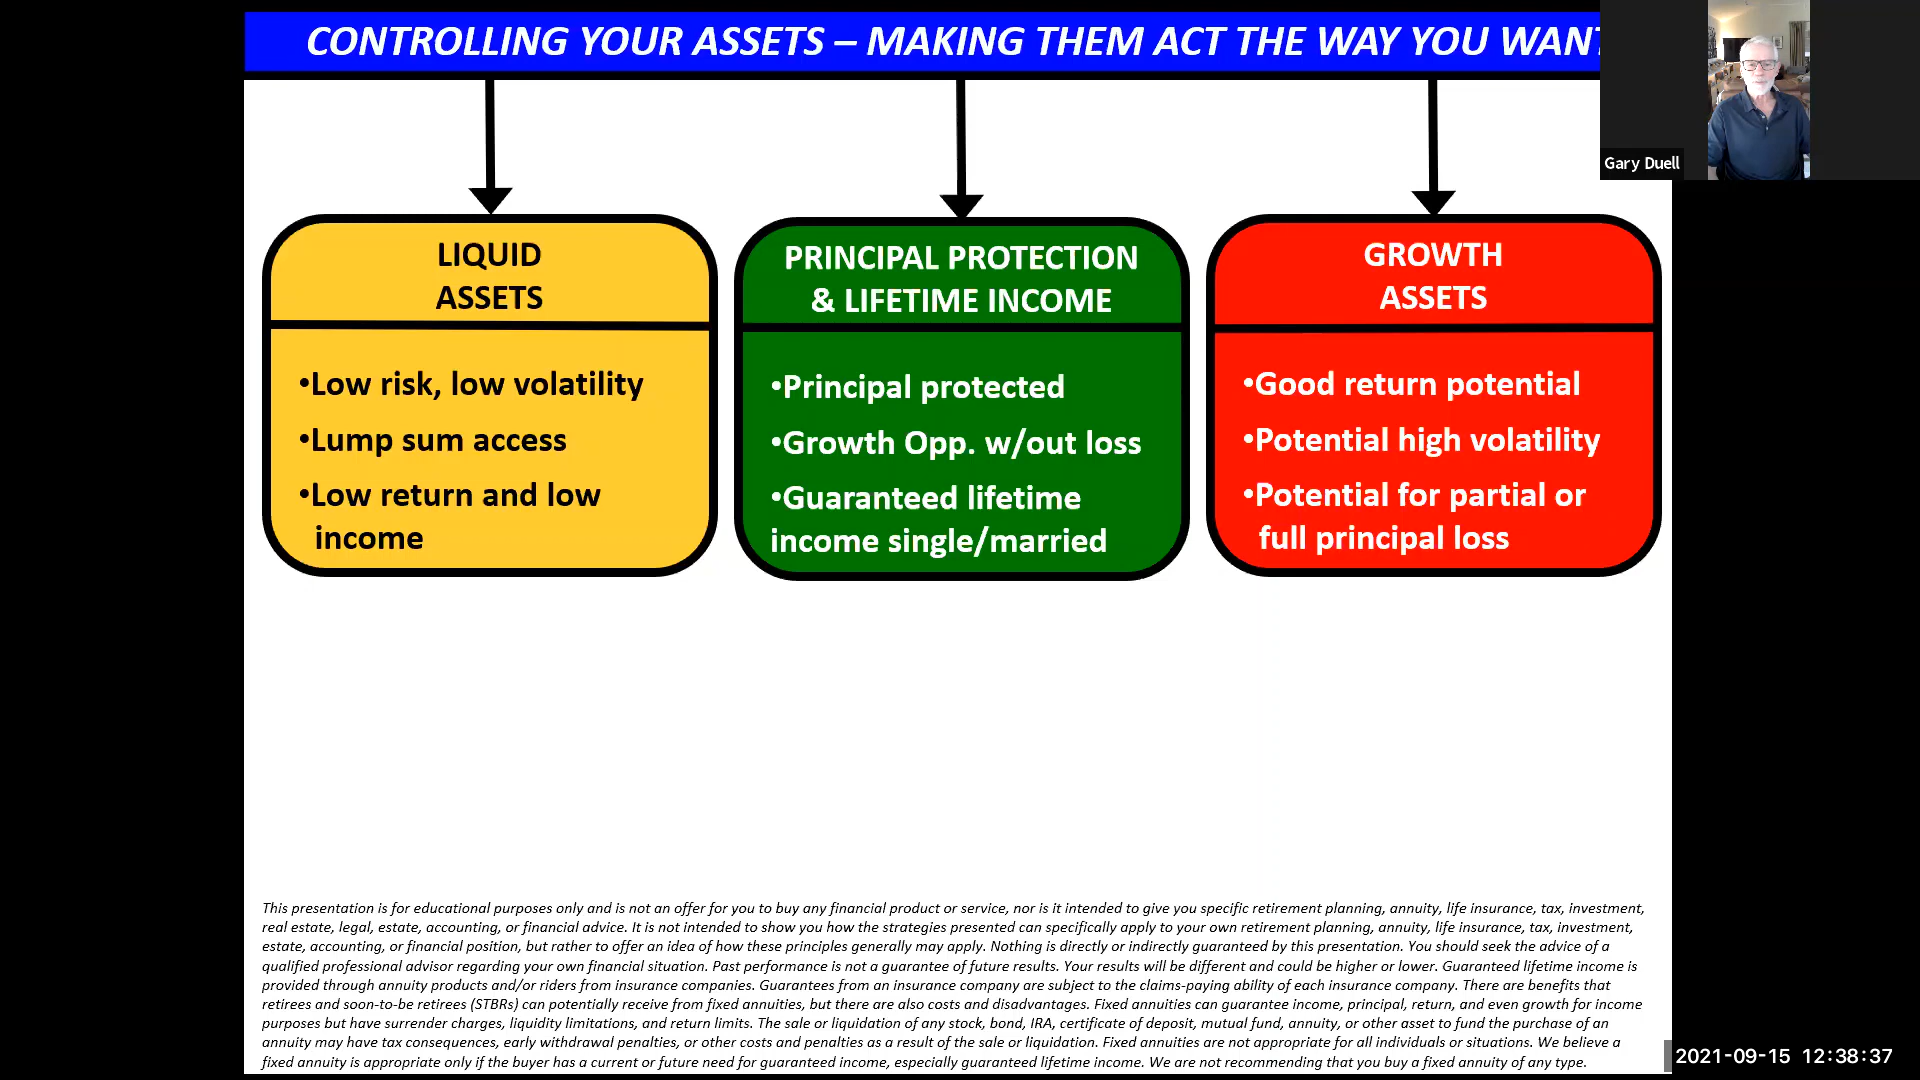 CONTROLLING YOUR ASSETS – MAKING THEM ACT THE WAY YOU WANT
Gary Duell
LIQUID
ASSETS
•Low risk, low volatility
•Lump sum access
•Low return and low
income
PRINCIPAL PROTECTION
& LIFETIME INCOME
•Principal protected
•Growth Opp. w/out loss
•Guaranteed lifetime
income single/married
GROWTH
ASSETS
•Good return potential
•Potential high volatility
•Potential for partial or
full principal loss
This presentation is for educational purposes only and is not an offer for you to buy any financial product or service, nor is it intended to give you specific retirement planning, annuity, life insurance, tax, investment,
real estate, legal, estate, accounting, or financial advice. It is not intended to show you how the strategies presented can specifically apply to your own retirement planning, annuity, life insurance, tax, investment,
estate, accounting, or financial position, but rather to offer an idea of how these principles generally may apply. Nothing is directly or indirectly guaranteed by this presentation. You should seek the advice of a
qualified professional advisor regarding your own financial situation. Past performance is not a guarantee of future results. Your results will be different and could be higher or lower. Guaranteed lifetime income is
provided through annuity products and/or riders from insurance companies. Guarantees from an insurance company are subject to the claims-paying ability of each insurance company. There are benefits that
retirees and soon-to-be retirees (STBRs) can potentially receive from fixed annuities, but there are also costs and disadvantages. Fixed annuities can guarantee income, principal, return, and even growth for income
purposes but have surrender charges, liquidity limitations, and return limits. The sale or liquidation of any stock, bond, IRA, certificate of deposit, mutual fund, annuity, or other asset to fund the purchase of an
annuity may have tax consequences, early withdrawal penalties, or other costs and penalties as a result of the sale or liquidation. Fixed annuities are not appropriate for all individuals or situations. We believe a
fixed annuity is appropriate only if the buyer has a current or future need for guaranteed income, especially guaranteed lifetime income. We are not recommending that you buy a fixed annuity of any type.
2021-09-15 12:38:37